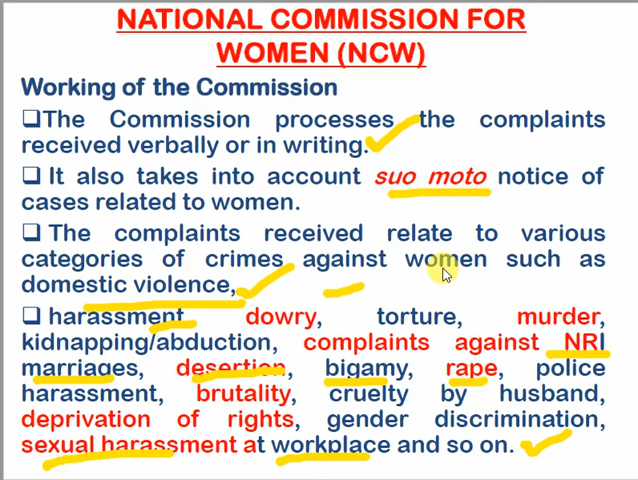 NATIONAL COMMISSION FOR
WOMEN (NCW)
Working of the Commission
❑The Commission processes the complaints
received verbally or in writing.
❑ It also takes into account suo moto notice of
cases related to women.
❑ The complaints received relate to various
categories of crimes against women such as
domestic violence,
❑ harassment, dowry, torture, murder,
kidnapping/abduction, complaints against NRI
marriages, desertion, bigamy, rape, police
harassment, brutality, cruelty by husband,
deprivation of rights, gender discrimination,
sexual harassment at workplace and so on.